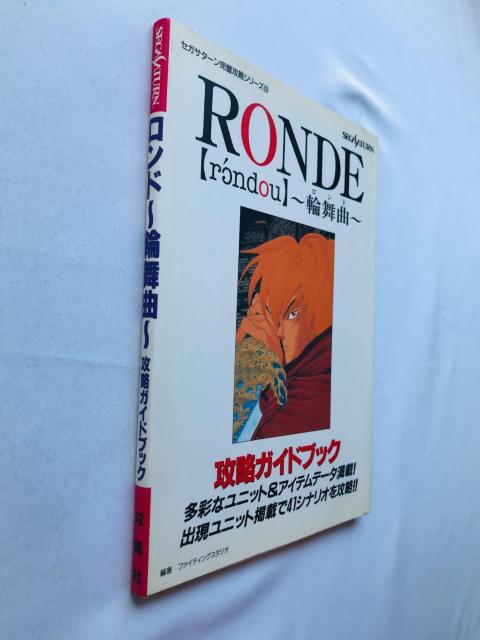 SEGA SATURN
ロンド〜輪舞曲〜 攻略ガイドブック
双葉社
セガサターン完璧攻略シリーズ
SEGA SATURN
RONDE
ロンド
【rɔ́ndou】〜輪舞曲〜
攻略ガイドブック
多彩なユニット&アイテムデータ満載!
出現ユニット掲載で41シナリオを攻略!!
編著 ファイティングスタジオ